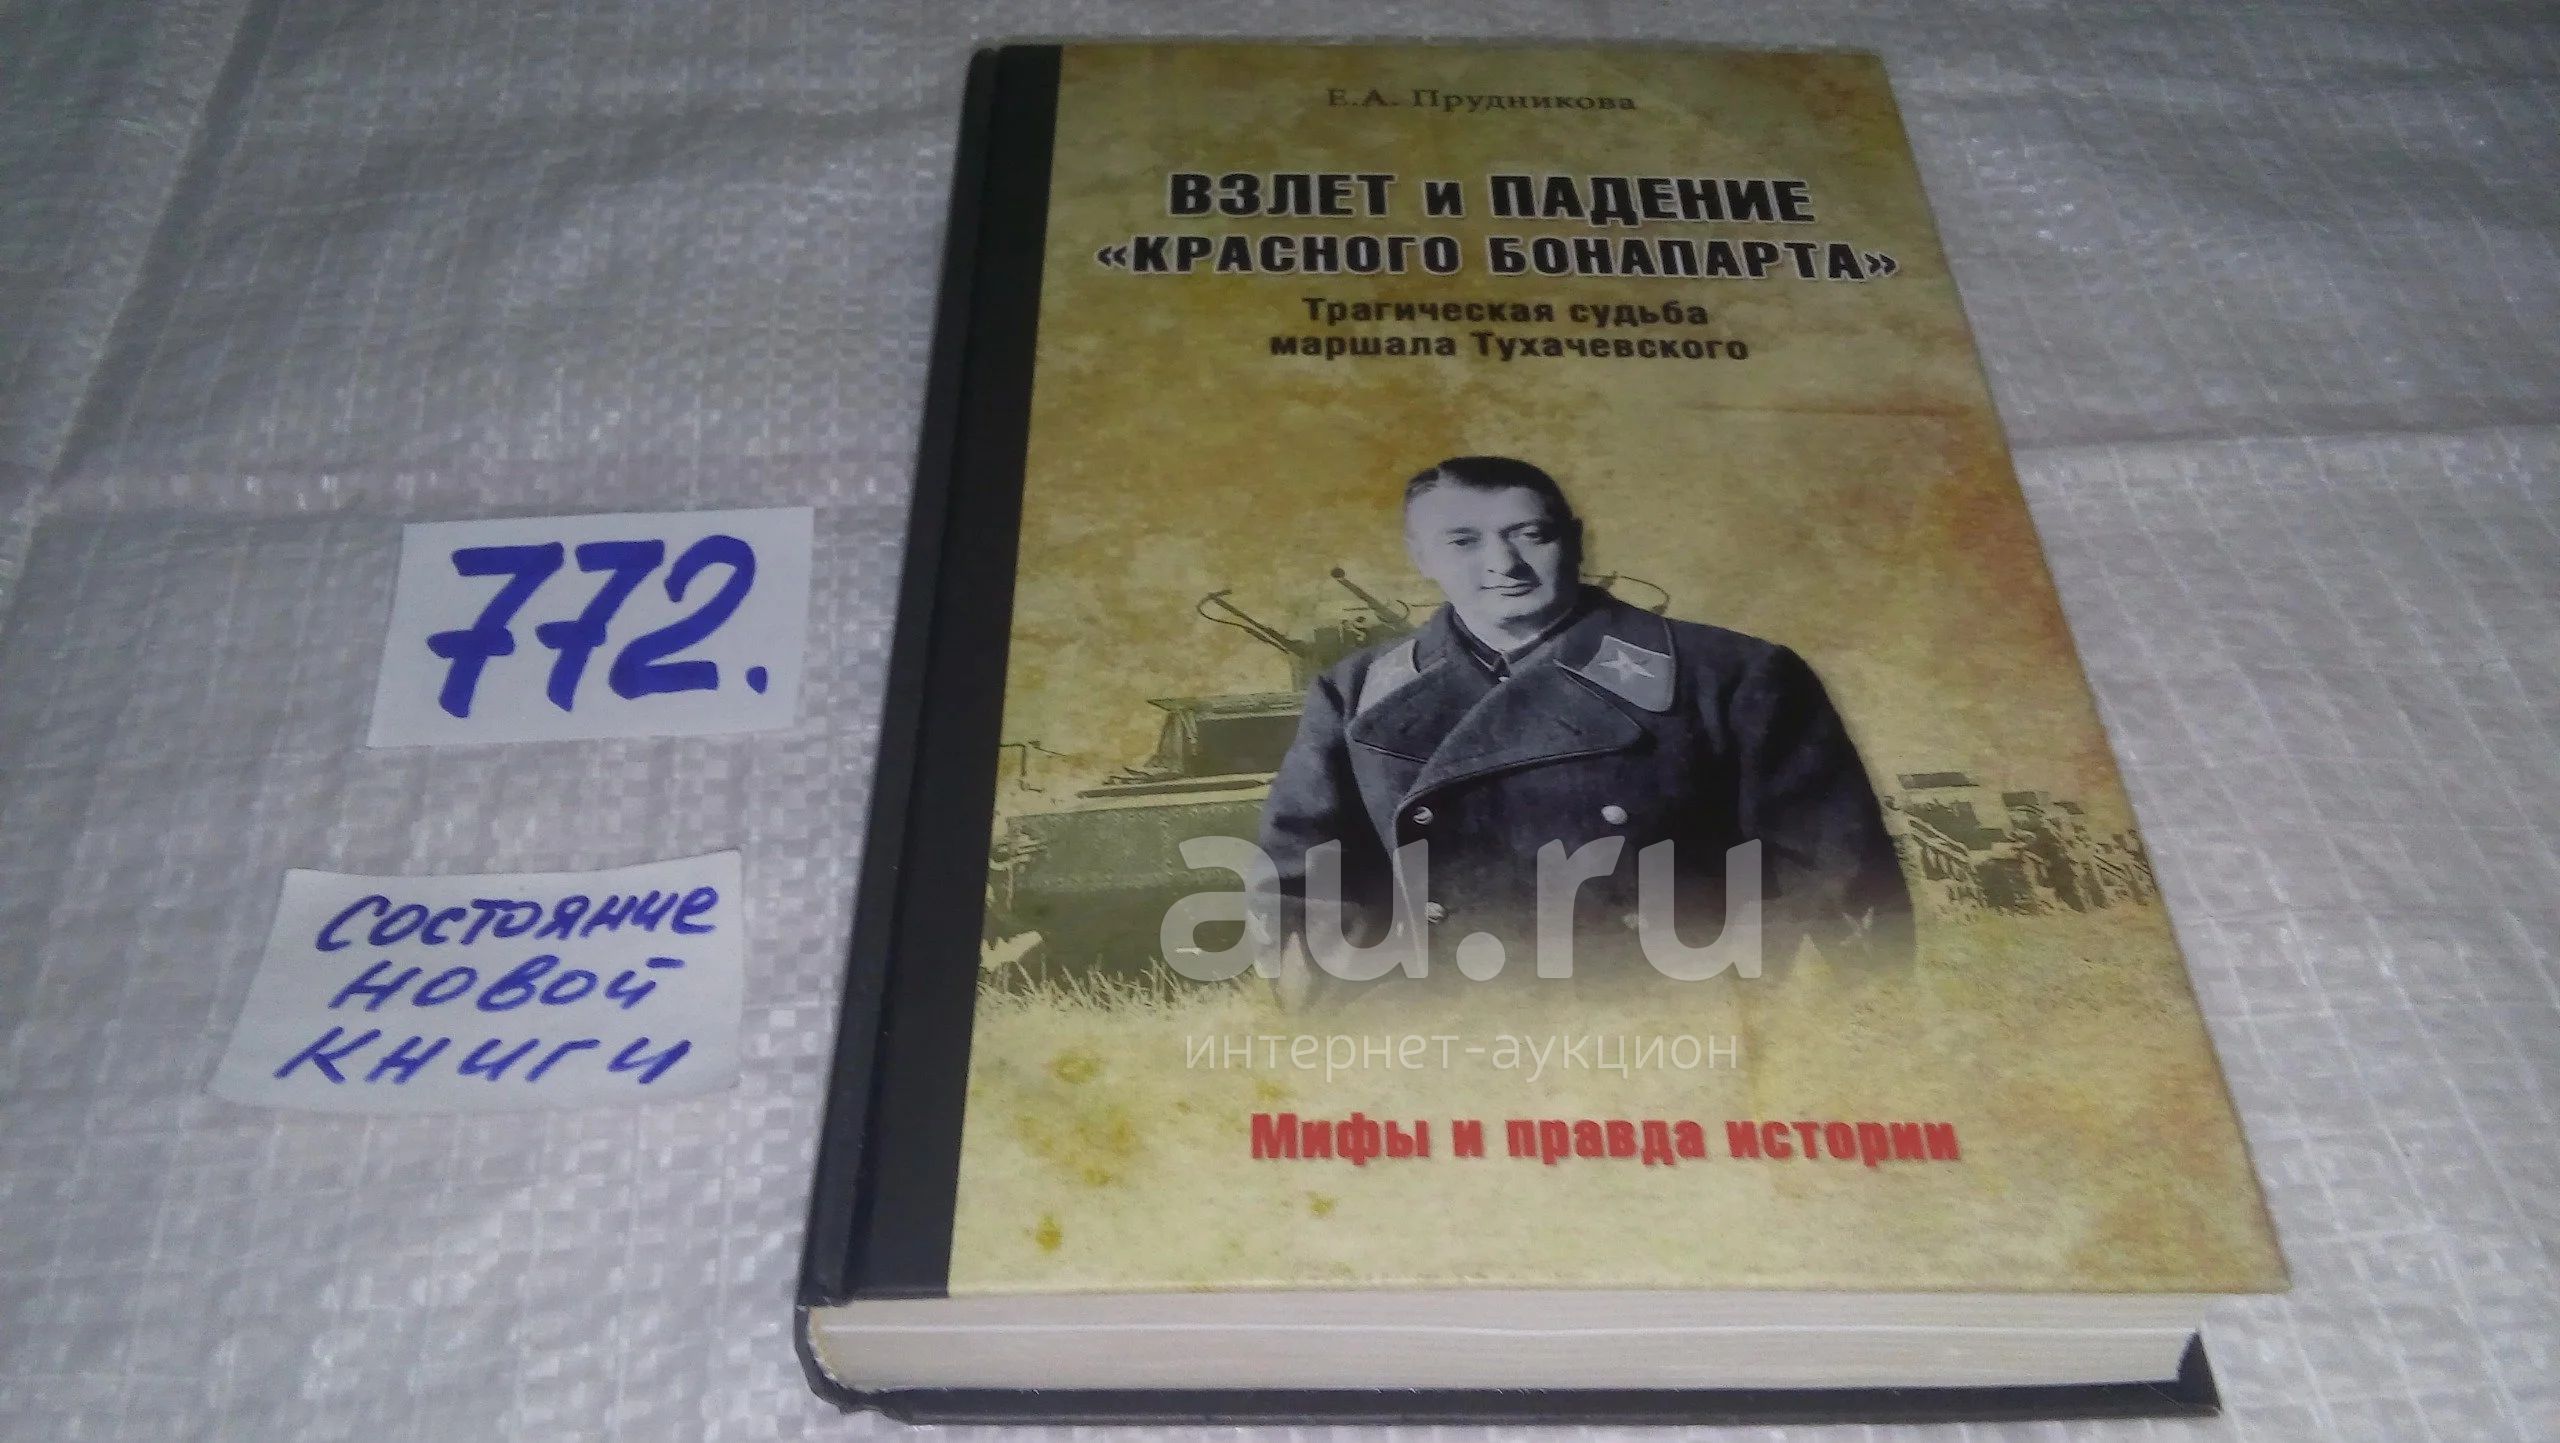 Е.А. Прудникова
ВЗЛЕТ и ПАДЕНИЕ
«КРАСНОГО БОНАПАРТА»
Трагическая судьба
маршала Тухачевского
772.
состояние
новой
книги
au.ru
интернет-аукцион
Мифы и правда истории